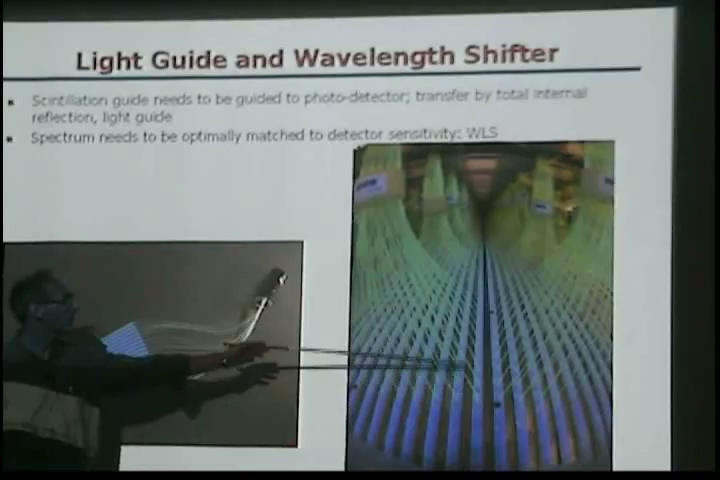 Light Guide and Wavelength Shifter
Scintillation guide needs to be guided to photo-detector; transfer by total internal
reflection, light guide
Spectrum needs to be optimally matched to detector sensitivity: WLS